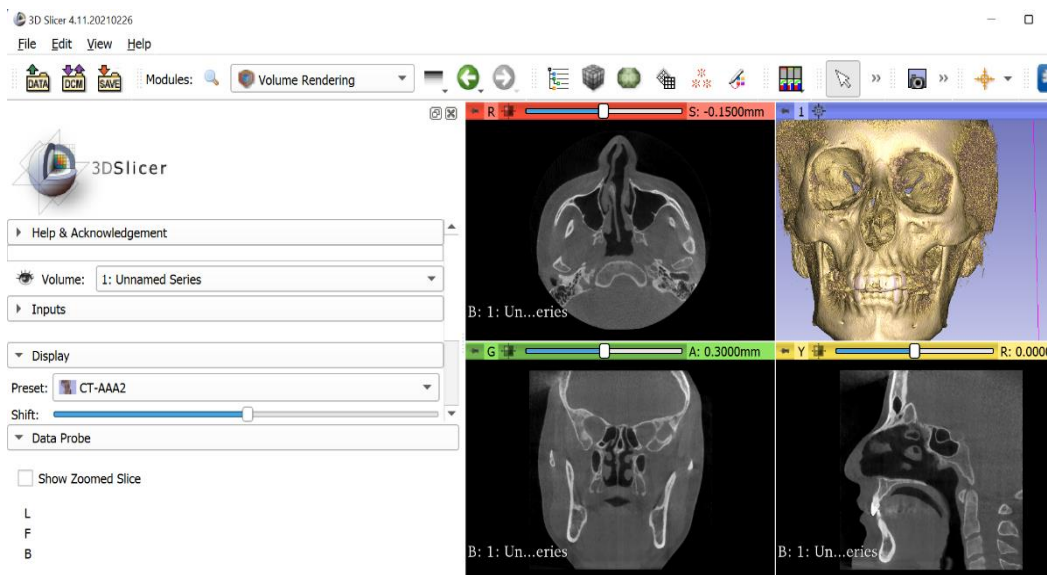 3D Slicer 4.11.20210226
File Edit View Help
DATA DCM SAVE Modules: Volume Rendering » »
R S: -0.1500mm 1
3DSlicer
Help & Acknowledgement
Volume: 1: Unnamed Series
Inputs
B: 1: Un...eries
Display
G A: 0.3000mm Y R: 0.000
Preset: CT-AAA2
Shift:
Data Probe
Show Zoomed Slice
L
F
B
B: 1: Un...eries B: 1: Un...eries